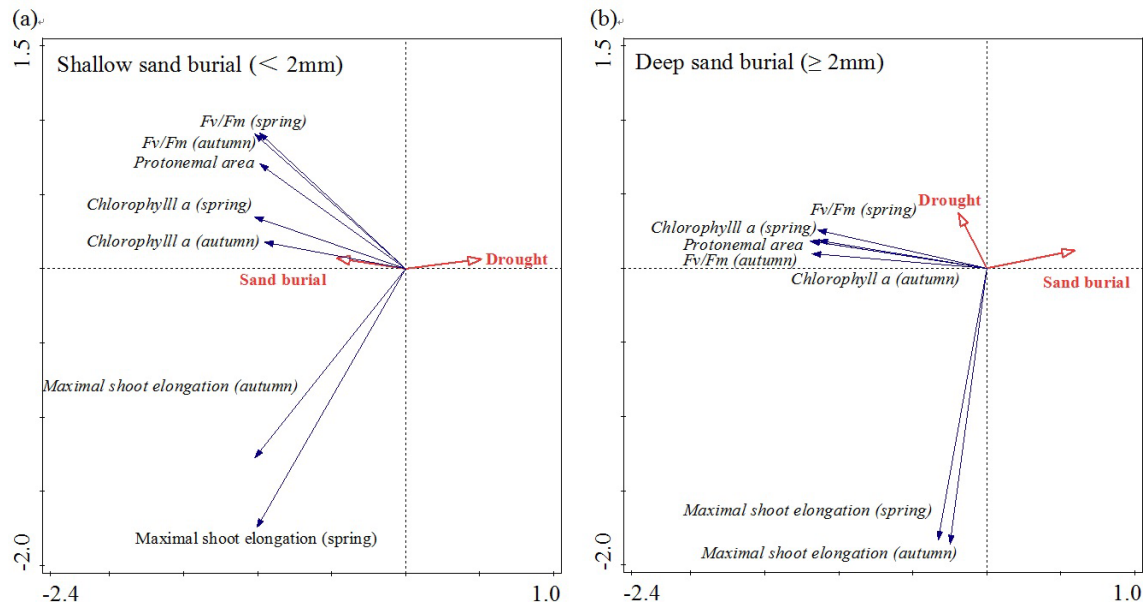 (a)
1.5
Shallow sand burial (< 2mm)
Fv/Fm (spring)
Fv/Fm (autumn)
Protonemal area
Chlorophylll a (spring)
Chlorophylll a (autumn)
Sand burial
Drought
Maximal shoot elongation (autumn)
Maximal shoot elongation (spring)
-2.0
-2.4
1.0
(b)
1.5
Deep sand burial (≥ 2mm)
Drought
Fv/Fm (spring)
Chlorophylll a (spring)
Protonemal area
Fv/Fm (autumn)
Chlorophyll a (autumn)
Sand burial
Maximal shoot elongation (spring)
Maximal shoot elongation (autumn)
-2.0
-2.4
1.0